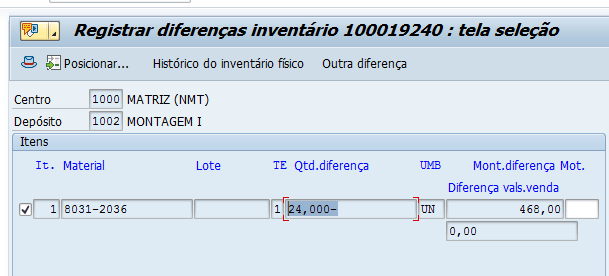 Registrar diferenças inventário 100019240 : tela seleção
Posicionar... Histórico do inventário físico Outra diferença
Centro 1000 MATRIZ (NMT)
Depósito 1002 MONTAGEM I
Itens
It. Material Lote TE Qtd.diferença UMB Mont.diferença Mot.
Diferença vals.venda
1 8031-2036 1 24,000- UN 468,00
0,00